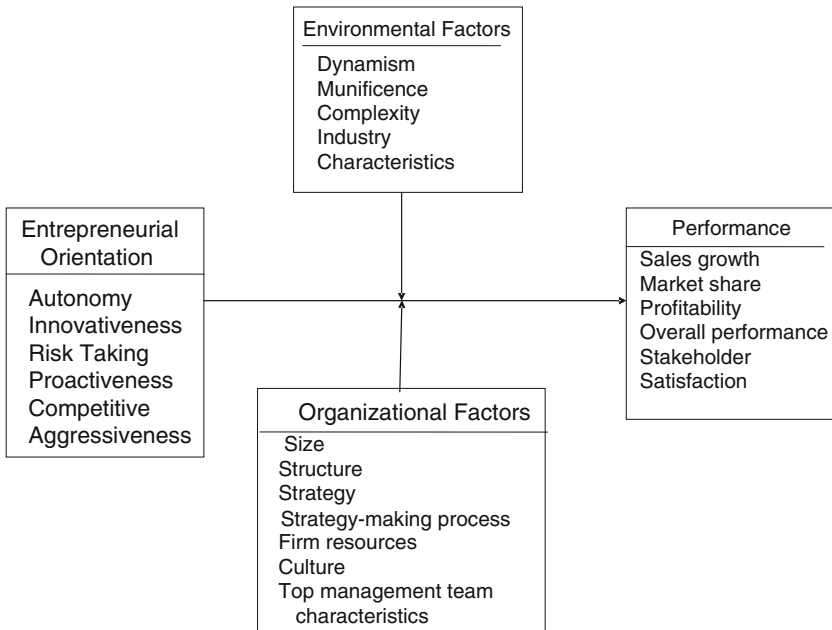 Environmental Factors
Dynamism
Munificence
Complexity
Industry
Characteristics
Entrepreneurial
Orientation
Autonomy
Innovativeness
Risk Taking
Proactiveness
Competitive
Aggressiveness
Performance
Sales growth
Market share
Profitability
Overall performance
Stakeholder
Satisfaction
Organizational Factors
Size
Structure
Strategy
Strategy-making process
Firm resources
Culture
Top management team
characteristics